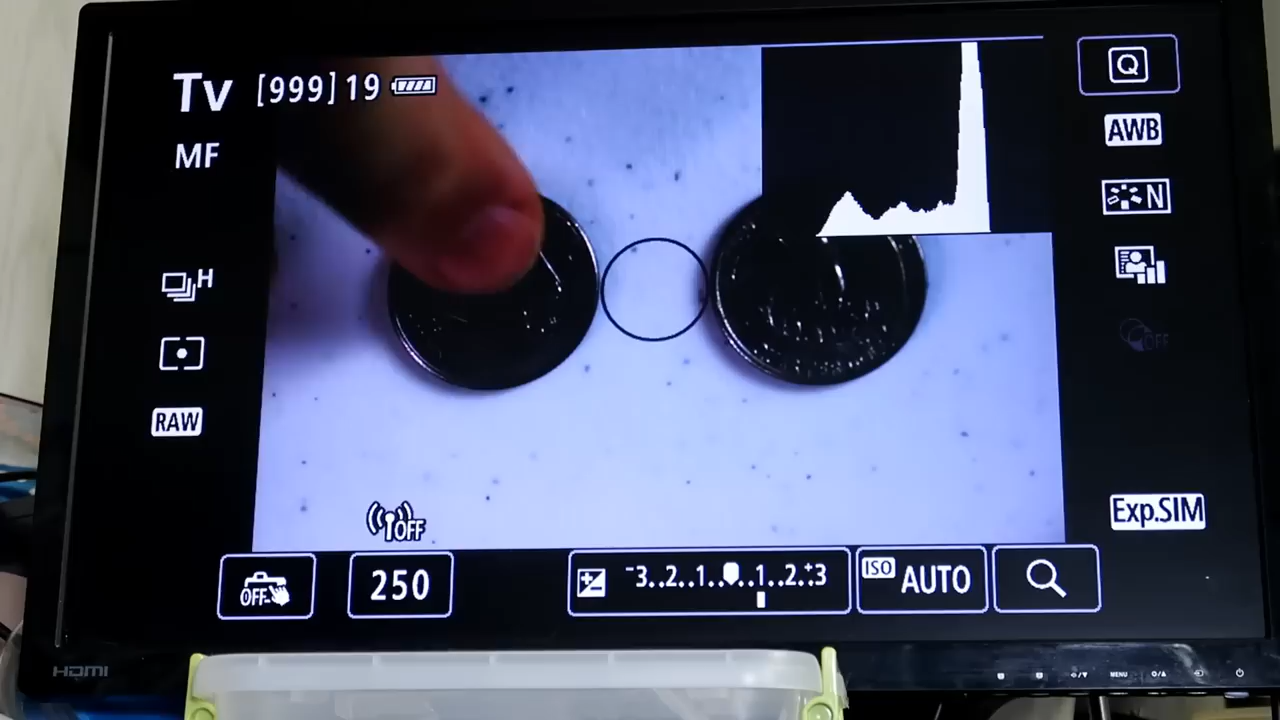 Tv [999] 19
Q
MF
AWB
N
H
OFF
RAW
Exp.SIM
OFF
OFF
250
-3..2..1..0..1..2.+3
ISO AUTO
HDMI
MENU